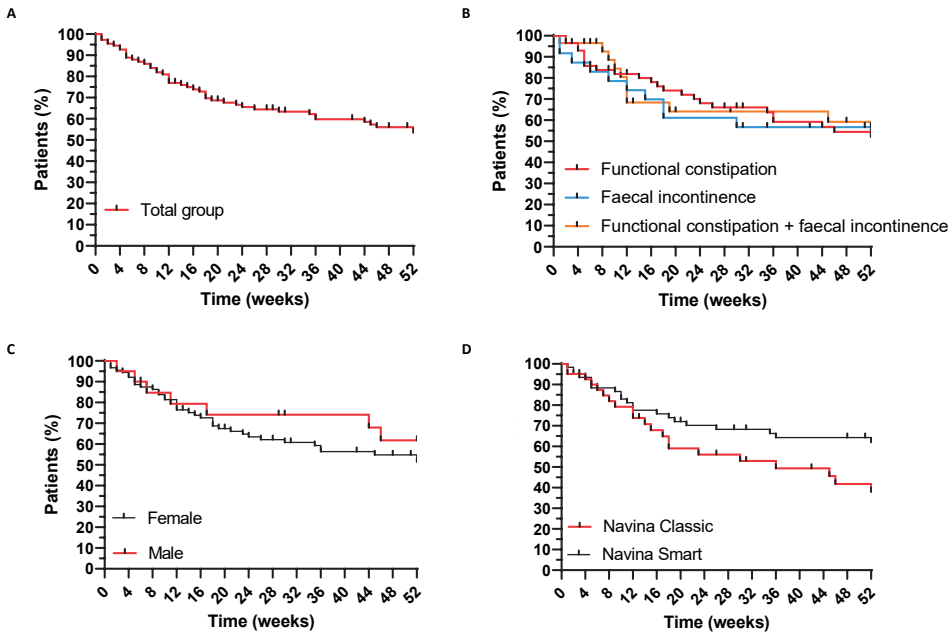 A
Patients (%)
100
90
80
70
60
50
40
30
20
10
0
Total group
0 4 8 12 16 20 24 28 32 36 40 44 48 52
Time (weeks)
B
Patients (%)
100
90
80
70
60
50
40
30
20
10
0
Functional constipation
Faecal incontinence
Functional constipation + faecal incontinence
0 4 8 12 16 20 24 28 32 36 40 44 48 52
Time (weeks)
C
Patients (%)
100
90
80
70
60
50
40
30
20
10
0
Female
Male
0 4 8 12 16 20 24 28 32 36 40 44 48 52
Time (weeks)
D
Patients (%)
100
90
80
70
60
50
40
30
20
10
0
Navina Classic
Navina Smart
0 4 8 12 16 20 24 28 32 36 40 44 48 52
Time (weeks)